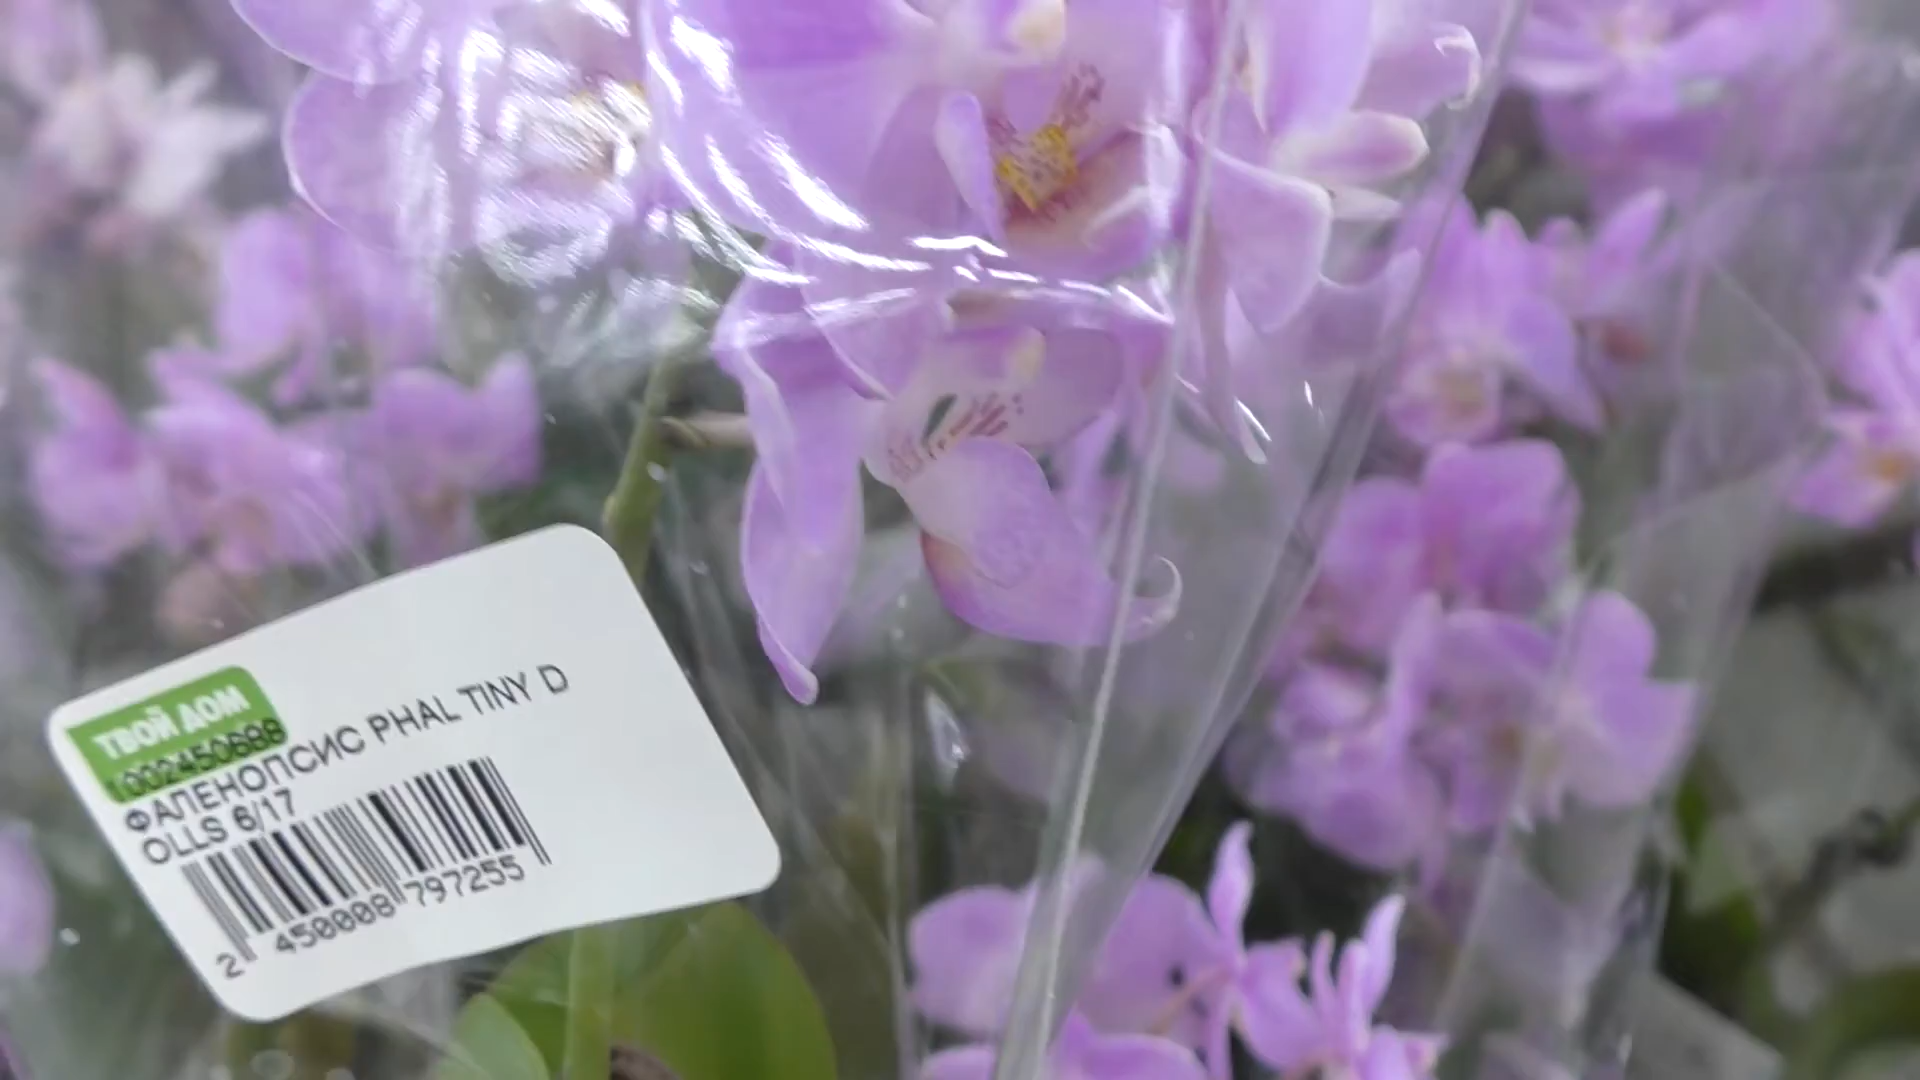 ТВОЙ ДОМ
1002450688
ФАЛЕНОПСИС PHAL TINY D
OLLS 6/17
2 450008 797255